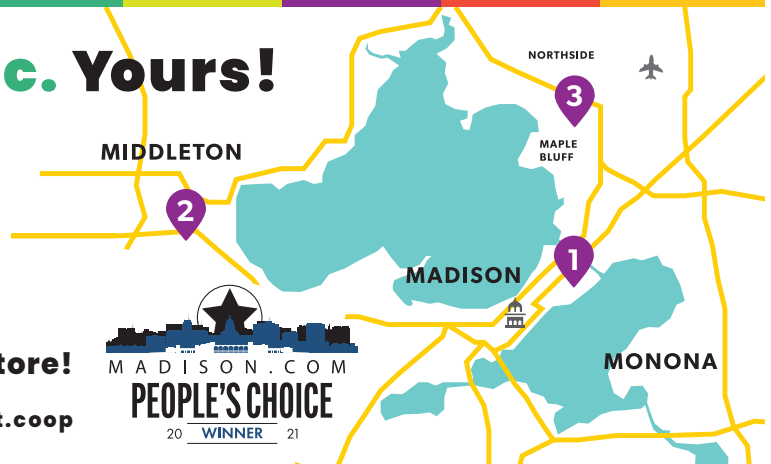 c. Yours!
NORTHSIDE
3
MAPLE
BLUFF
MIDDLETON
2
1
MADISON
MONONA
tore!
t.coop
MADISON.COM
PEOPLE'S CHOICE
20 WINNER 21